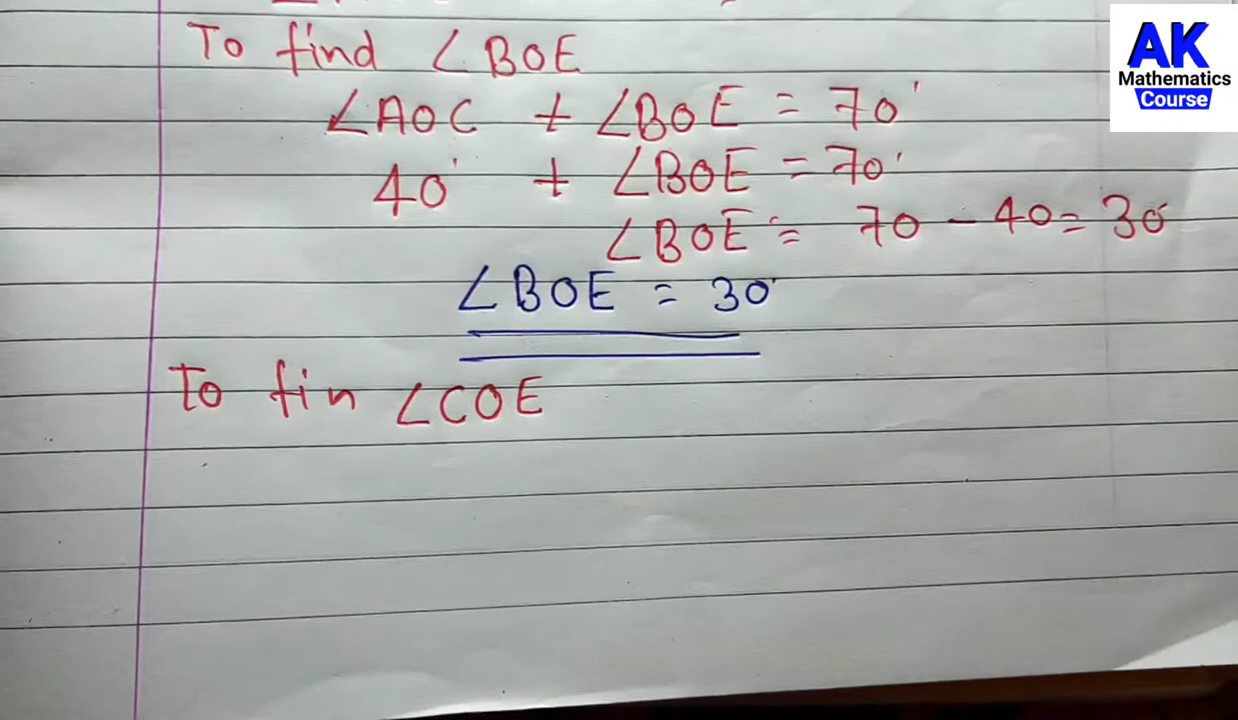 To find ∠BOE
∠AOC + ∠BOE = 70°
40° + ∠BOE = 70°
∠BOE = 70 - 40 = 30°
∠BOE = 30°
To fin ∠COE
AK
Mathematics
Course